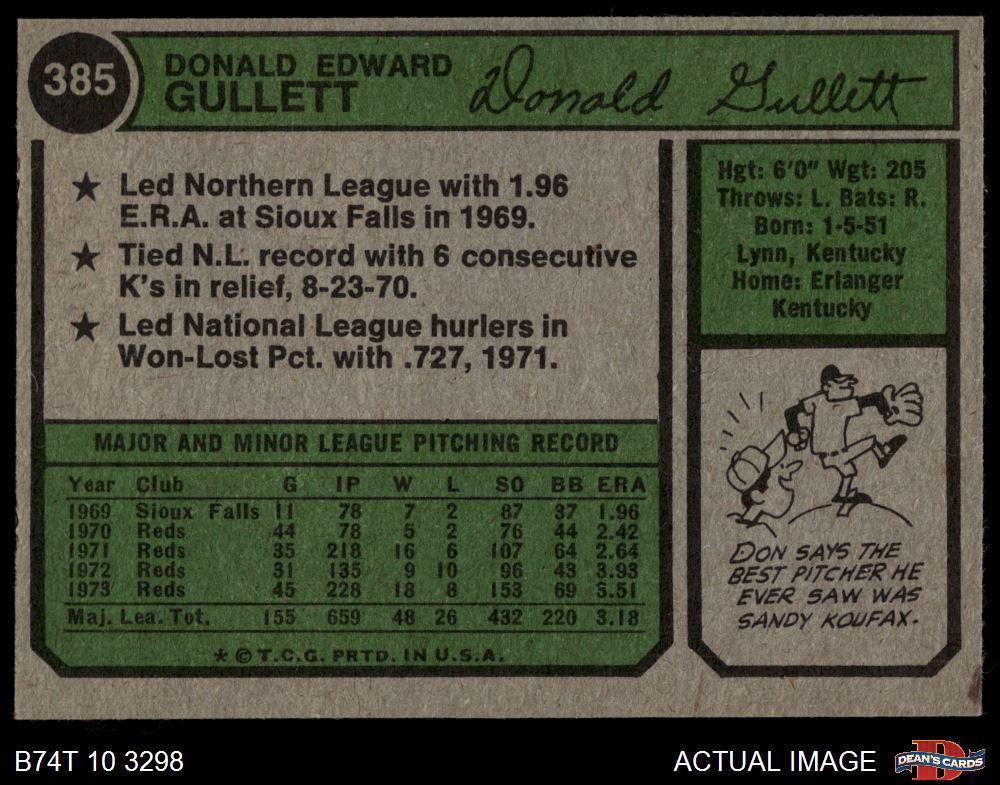 385
DONALD EDWARD
GULLETT
Donald Gullett
★ Led Northern League with 1.96
E.R.A. at Sioux Falls in 1969.
★ Tied N.L. record with 6 consecutive
K's in relief, 8-23-70.
★ Led National League hurlers in
Won-Lost Pct. with .727, 1971.
Hgt: 6'0" Wgt: 205
Throws: L. Bats: R.
Born: 1-5-51
Lynn, Kentucky
Home: Erlanger
Kentucky
MAJOR AND MINOR LEAGUE PITCHING RECORD
Year Club G IP W L SO BB ERA
1969 Sioux Falls 11 78 7 2 87 37 1.96
1970 Reds 44 78 5 2 76 44 2.42
1971 Reds 35 218 16 6 107 64 2.64
1972 Reds 31 135 9 10 96 43 3.93
1973 Reds 45 228 18 8 153 69 3.51
Maj. Lea. Tot. 155 659 48 26 432 220 3.18
* © T.C.G. PRTD. IN U.S.A.
DON SAYS THE
BEST PITCHER HE
EVER SAW WAS
SANDY KOUFAX.
B74T 10 3298
ACTUAL IMAGE
D
DEAN'S CARDS